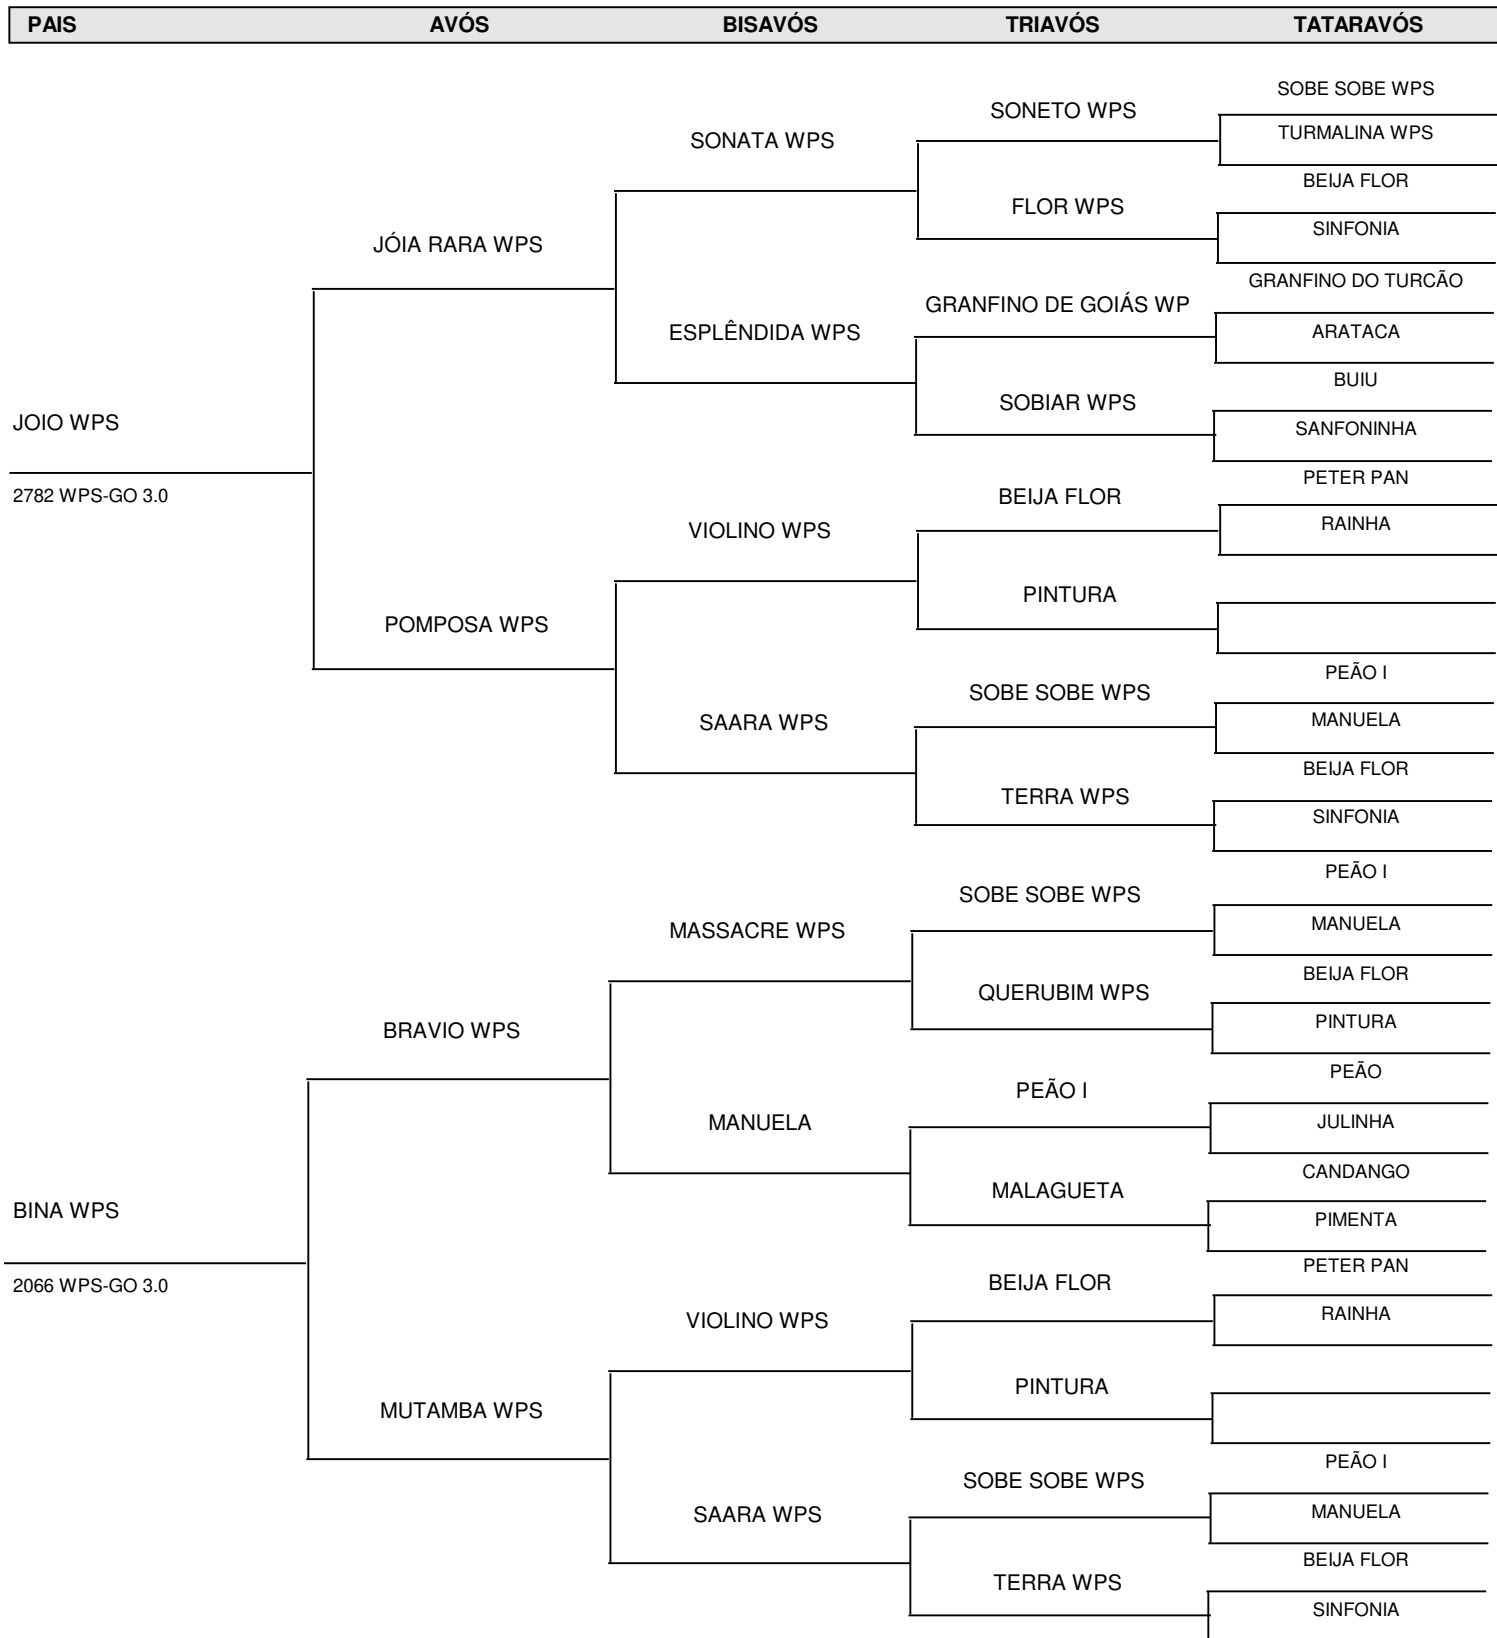 PAIS AVÓS BISAVÓS TRIAVÓS TATARAVÓS
SOBE SOBE WPS
SONETO WPS
TURMALINA WPS
SONATA WPS
BEIJA FLOR
FLOR WPS
SINFONIA
JÓIA RARA WPS
GRANFINO DO TURCÃO
GRANFINO DE GOIÁS WP
ESPLÊNDIDA WPS
ARATACA
BUIU
SOBIAR WPS
JOIO WPS
SANFONINHA
PETER PAN
2782 WPS-GO 3.0
BEIJA FLOR
RAINHA
VIOLINO WPS
PINTURA
POMPOSA WPS
PEÃO I
SOBE SOBE WPS
SAARA WPS
MANUELA
BEIJA FLOR
TERRA WPS
SINFONIA
PEÃO I
SOBE SOBE WPS
MASSACRE WPS
MANUELA
BEIJA FLOR
QUERUBIM WPS
PINTURA
BRAVIO WPS
PEÃO
PEÃO I
MANUELA
JULINHA
CANDANGO
MALAGUETA
BINA WPS
PIMENTA
PETER PAN
2066 WPS-GO 3.0
BEIJA FLOR
VIOLINO WPS
RAINHA
PINTURA
MUTAMBA WPS
PEÃO I
SOBE SOBE WPS
SAARA WPS
MANUELA
BEIJA FLOR
TERRA WPS
SINFONIA